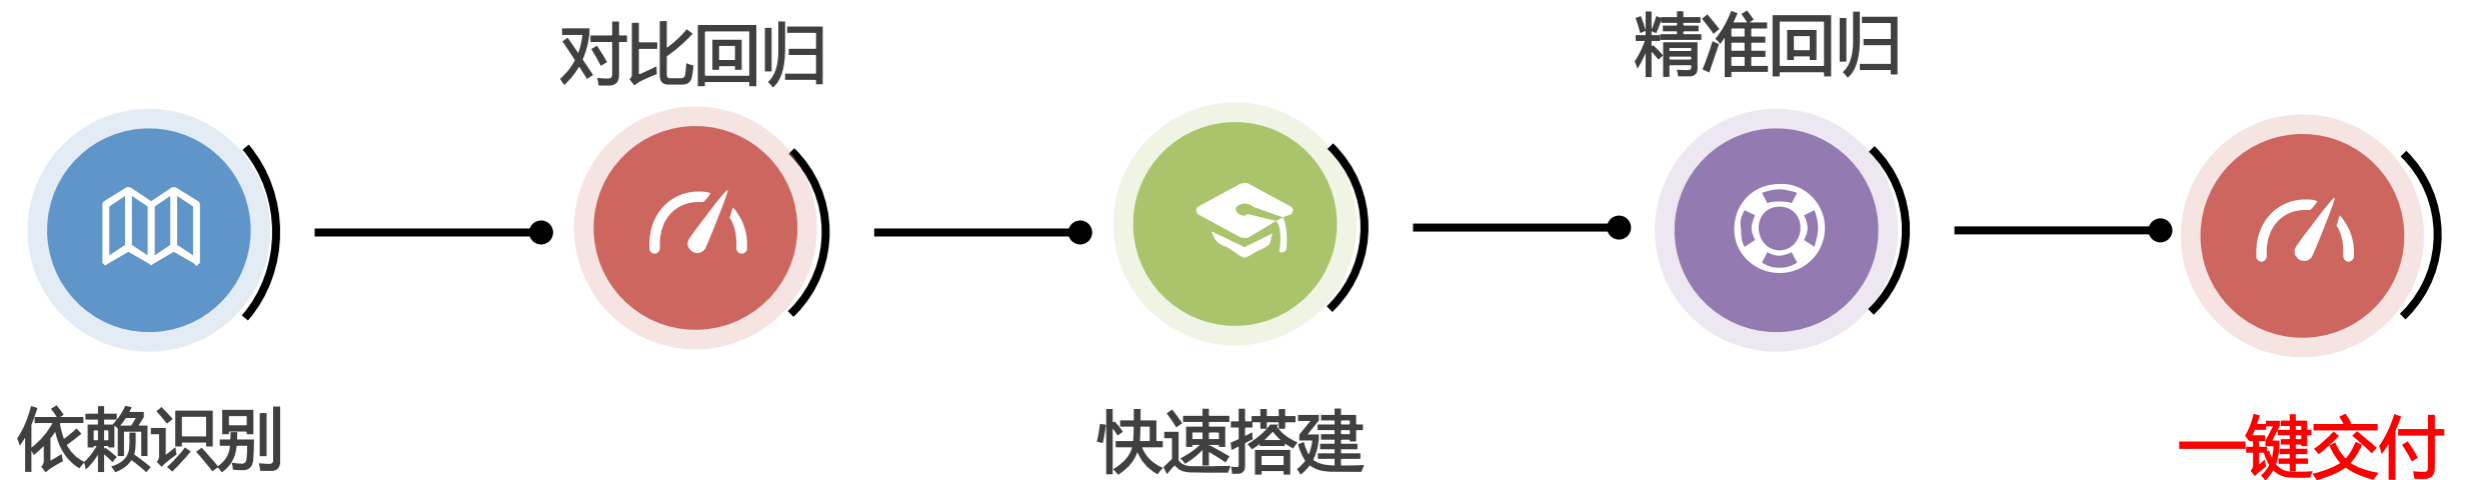 依赖识别
对比回归
快速搭建
精准回归
一键交付